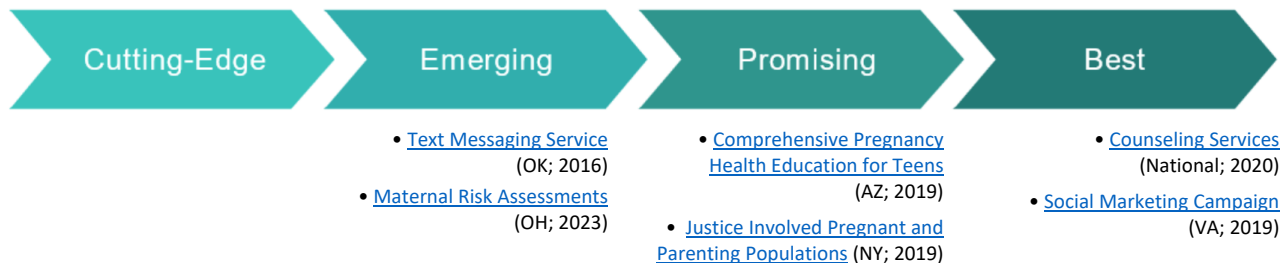 Cutting-Edge
Emerging
Promising
Best
• Text Messaging Service
(OK; 2016)
• Maternal Risk Assessments
(OH; 2023)
• Comprehensive Pregnancy
Health Education for Teens
(AZ; 2019)
• Justice Involved Pregnant and
Parenting Populations (NY; 2019)
• Counseling Services
(National; 2020)
• Social Marketing Campaign
(VA; 2019)